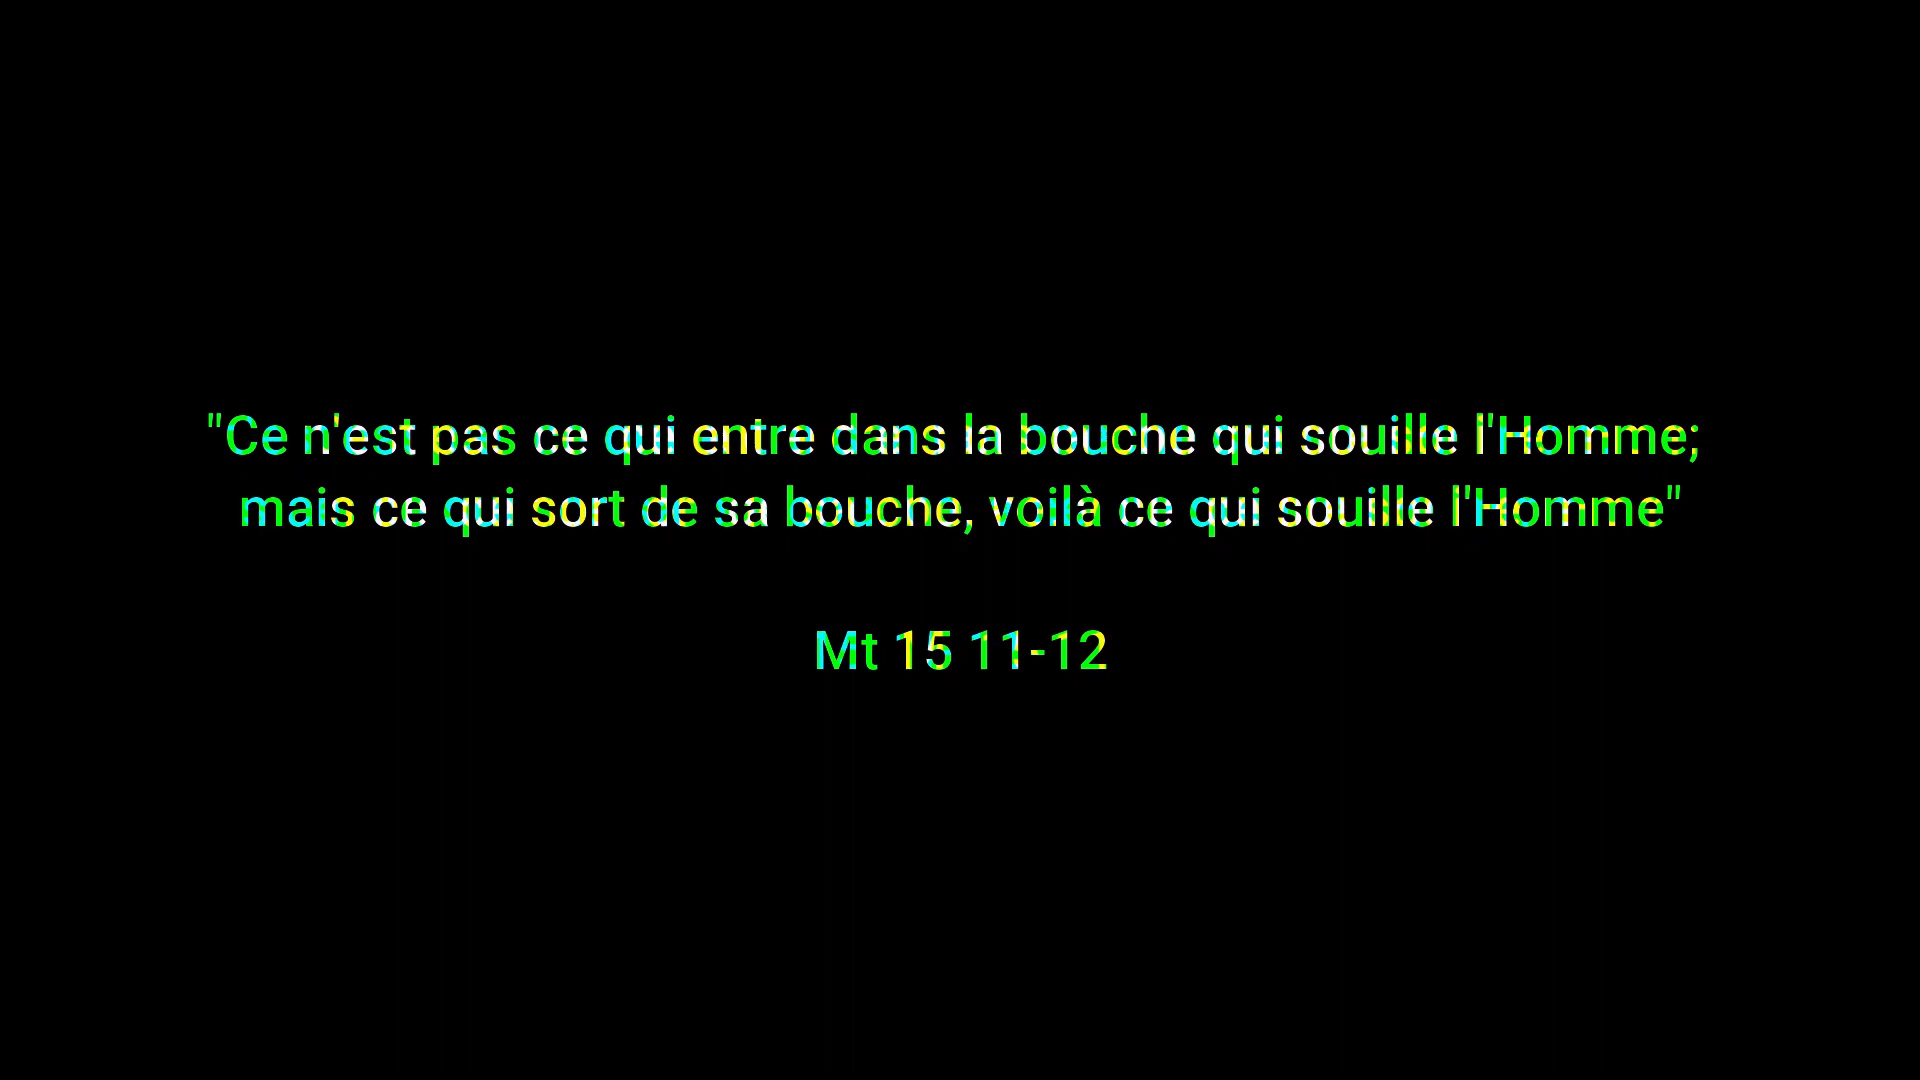 "Ce n'est pas ce qui entre dans la bouche qui souille l'Homme;
mais ce qui sort de sa bouche, voilà ce qui souille l'Homme"
Mt 15 11-12